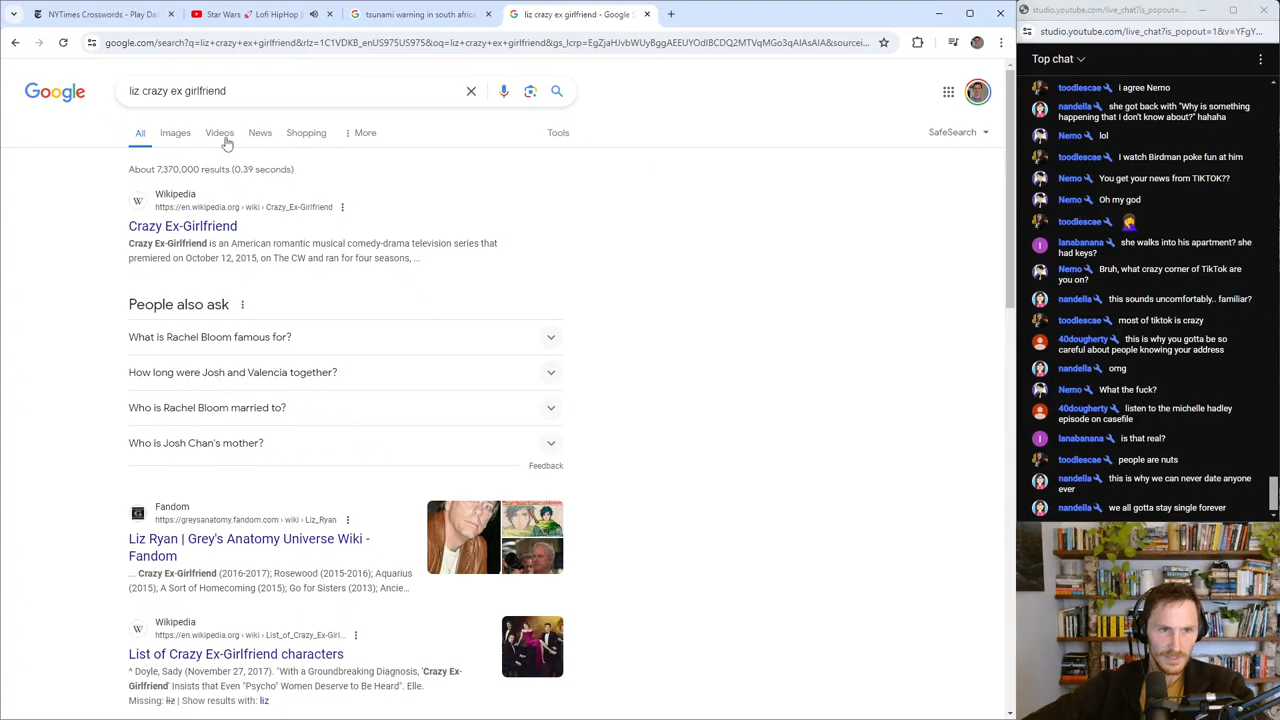 NYTimes Crosswords - Play Dai
Star Wars 🎸 Lofi HipHop |
tsunami warning in south africa
liz crazy ex girlfriend - Google S
google.com/search?q=liz+crazy+ex+girlfriend&rlz=1
Google
liz crazy ex girlfriend
All
Images
Videos
News
Shopping
More
Tools
SafeSearch
About 7,370,000 results (0.39 seconds)
Wikipedia
https://en.wikipedia.org › wiki › Crazy_Ex-Girlfriend
Crazy Ex-Girlfriend
Crazy Ex-Girlfriend is an American romantic musical comedy-drama television series that
premiered on October 12, 2015, on The CW and ran for four seasons, ...
People also ask
What is Rachel Bloom famous for?
How long were Josh and Valencia together?
Who is Rachel Bloom married to?
Who is Josh Chan's mother?
Feedback
Fandom
https://greysanatomy.fandom.com › wiki › Liz_Ryan
Liz Ryan | Grey's Anatomy Universe Wiki -
Fandom
... Crazy Ex-Girlfriend (2016-2017); Rosewood (2015-2016); Aquarius
(2015); A Sort of Homecoming (2015); Go for Sisters (2013); Ancie...
Wikipedia
https://en.wikipedia.org › wiki › List_of_Crazy_Ex-Girl...
List of Crazy Ex-Girlfriend characters
^ Doyle, Sady (November 27, 2017). "With a Groundbreaking Diagnosis, 'Crazy Ex-
Girlfriend' Insists that Even "Psycho" Women Deserve to Be Heard". Elle.
Missing: liz | Show results with: liz
studio.youtube.com/live_chat?is_popout=...
studio.youtube.com/live_chat?is_popout=1&v=YFgY...
Top chat
toodlescae i agree Nemo
nandella she got back with "Why is something
happening that I don't know about?" hahaha
Nemo lol
toodlescae I watch Birdman poke fun at him
Nemo You get your news from TIKTOK??
Nemo Oh my god
toodlescae 🤦‍♀️
lanabanana she walks into his apartment? she
had keys?
Nemo Bruh, what crazy corner of TikTok are
you on?
nandella this sounds uncomfortably.. familiar?
toodlescae most of tiktok is crazy
40dougherty this is why you gotta be so
careful about people knowing your address
nandella omg
Nemo What the fuck?
40dougherty listen to the michelle hadley
episode on casefile
lanabanana is that real?
toodlescae people are nuts
nandella this is why we can never date anyone
ever
nandella we all gotta stay single forever